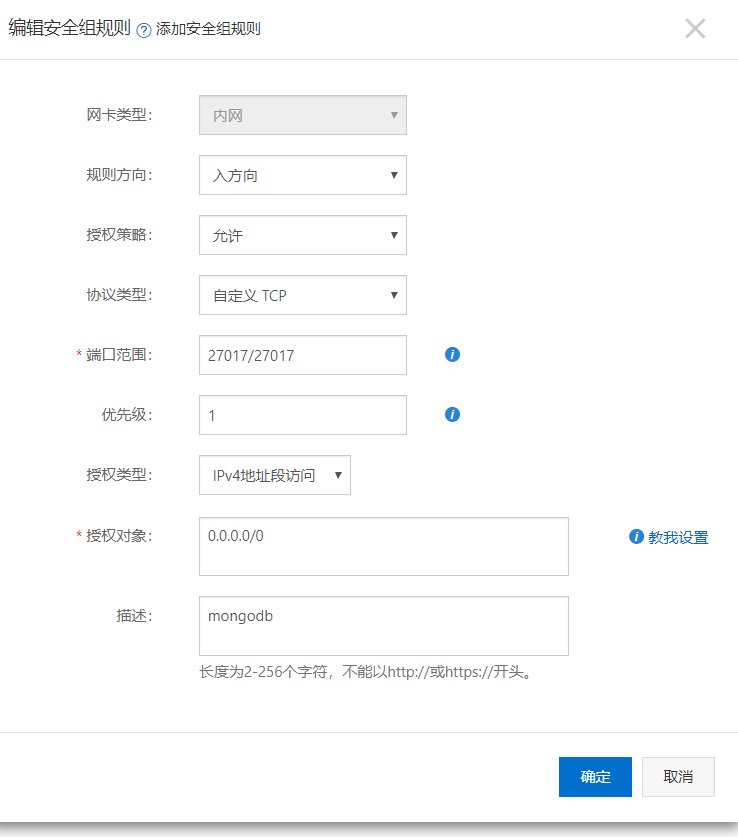 编辑安全组规则 ? 添加安全组规则
网卡类型： 内网
规则方向： 入方向
授权策略： 允许
协议类型： 自定义 TCP
* 端口范围： 27017/27017
优先级： 1
授权类型： IPv4地址段访问
* 授权对象： 0.0.0.0/0 i 教我设置
描述： mongodb
长度为2-256个字符，不能以http://或https://开头。
确定 取消